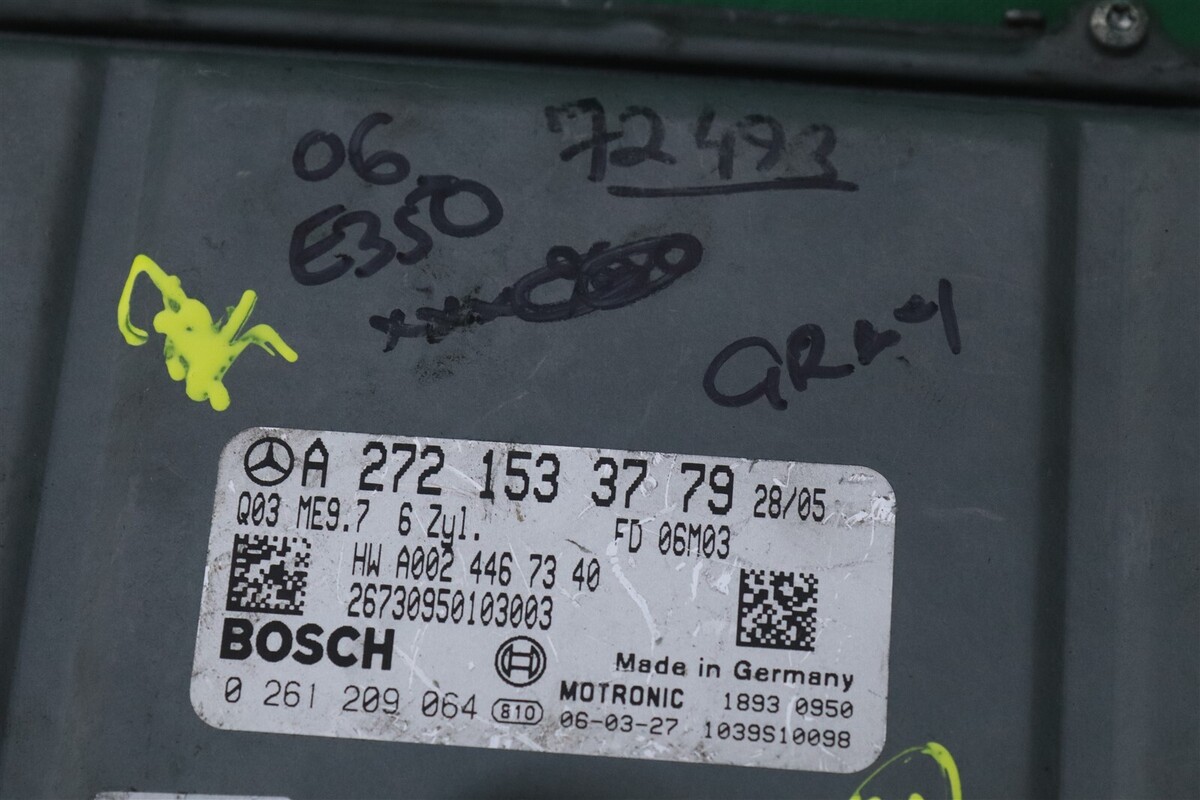 06
72493
E350
GRAY
A 272 153 37 79 28/05
Q03 ME9.7 6 Zyl. FD 06M03
HW A002 446 73 40
26730950103003
BOSCH
Made in Germany
0 261 209 064 810 MOTRONIC 1893 0950
06-03-27 1039S10098